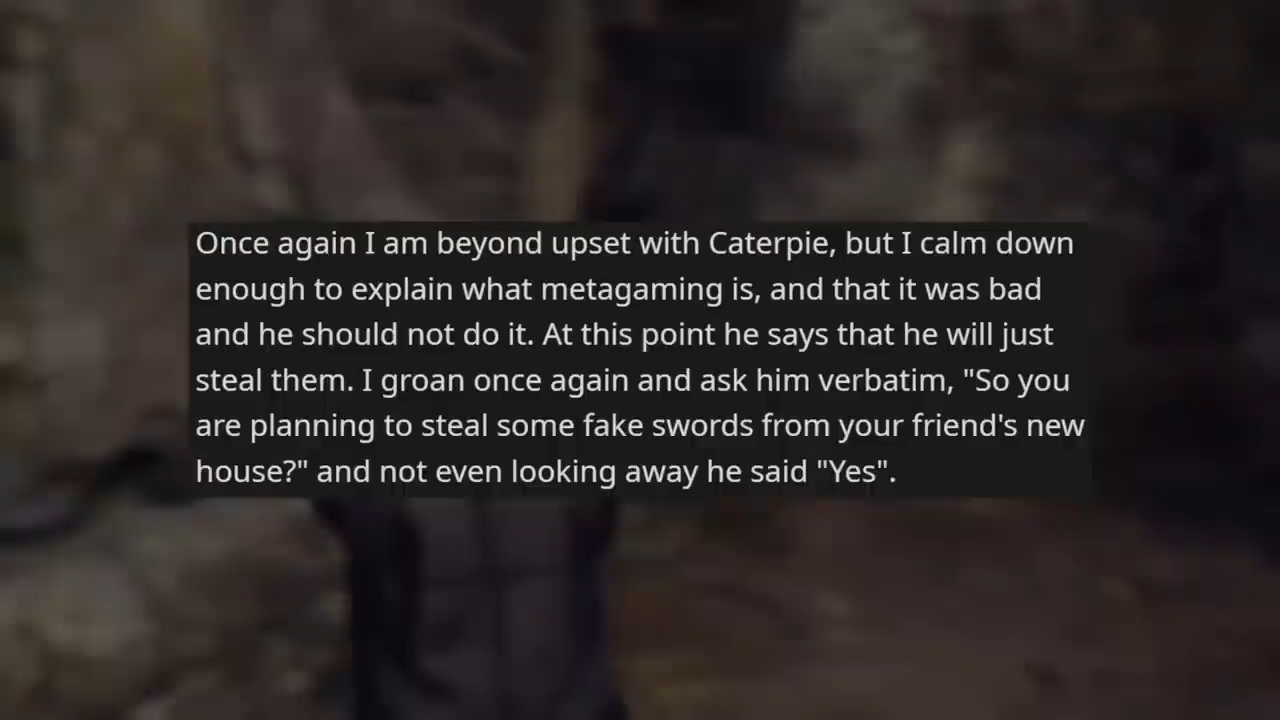 Once again I am beyond upset with Caterpie, but I calm down
enough to explain what metagaming is, and that it was bad
and he should not do it. At this point he says that he will just
steal them. I groan once again and ask him verbatim, "So you
are planning to steal some fake swords from your friend's new
house?" and not even looking away he said "Yes".